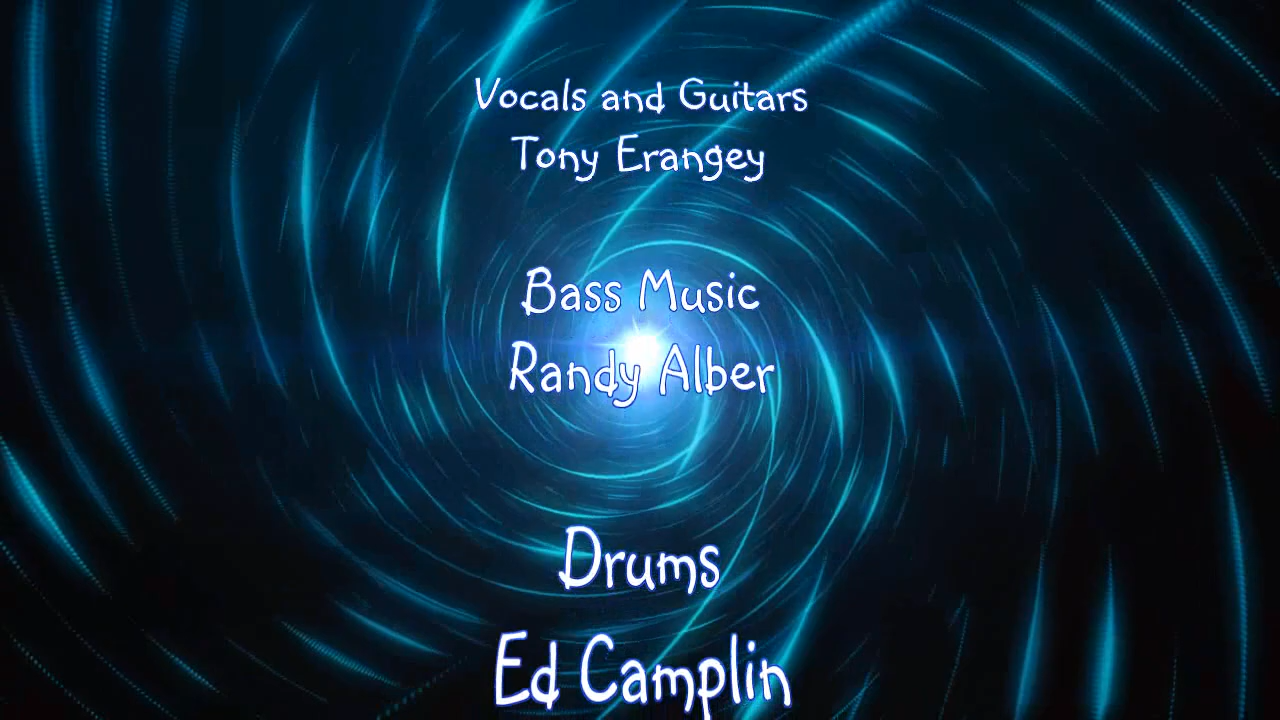 Vocals and Guitars
Tony Erangey
Bass Music
Randy Alber
Drums
Ed Camplin